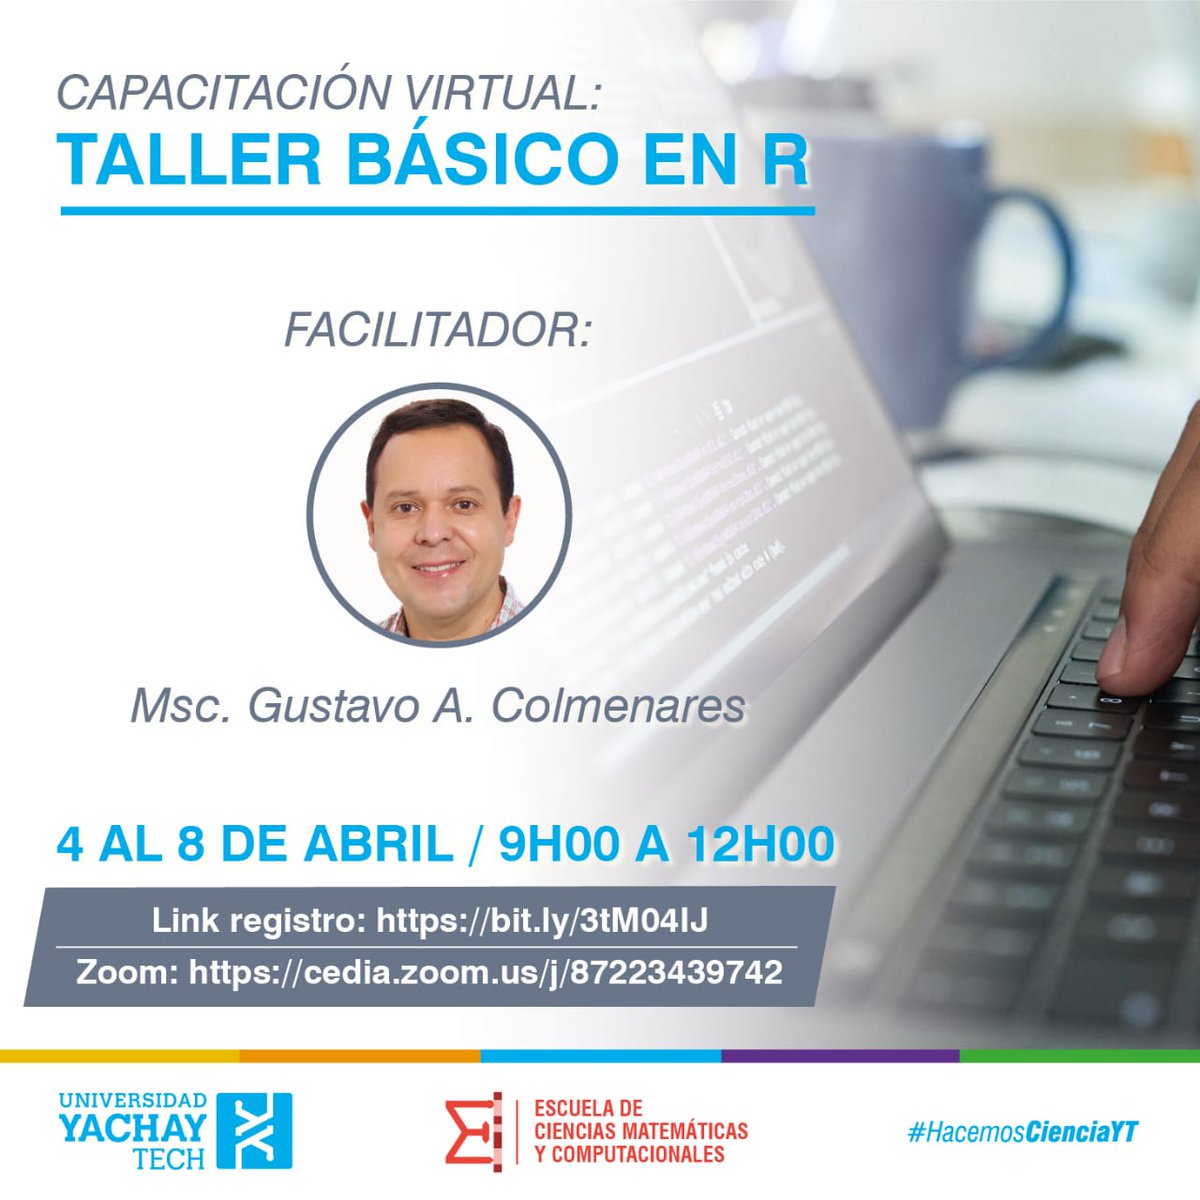 CAPACITACIÓN VIRTUAL:
TALLER BÁSICO EN R
FACILITADOR:
Msc. Gustavo A. Colmenares
4 AL 8 DE ABRIL / 9H00 A 12H00
Link registro: https://bit.ly/3tM04IJ
Zoom: https://cedia.zoom.us/j/87223439742
UNIVERSIDAD
YACHAY
TECH
ESCUELA DE
CIENCIAS MATEMÁTICAS
Y COMPUTACIONALES
#HacemosCienciaYT